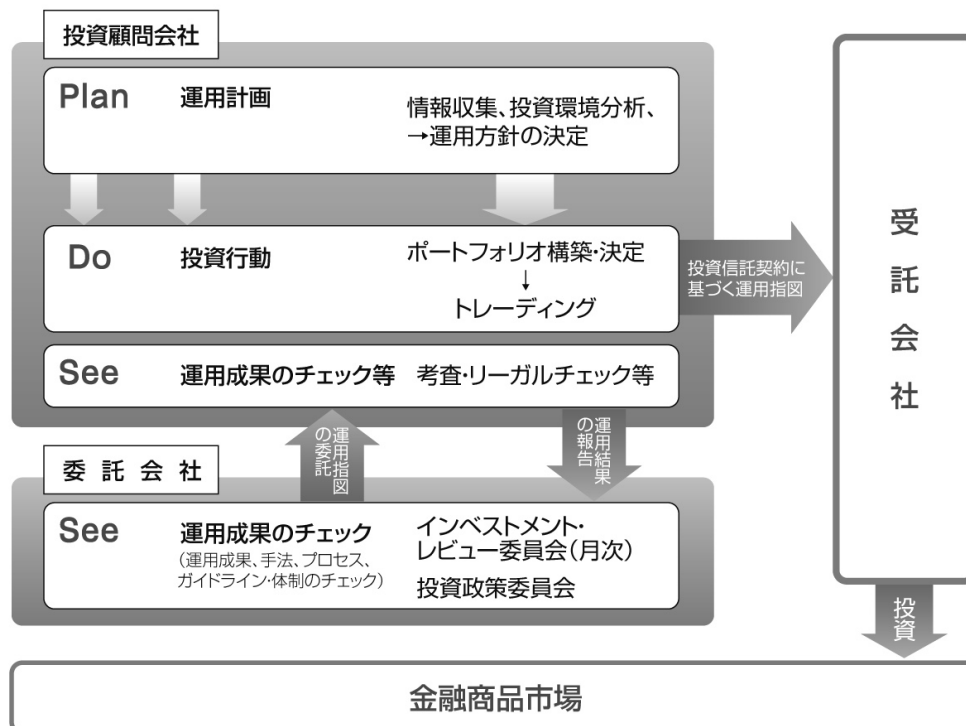 投資顧問会社
Plan 運用計画
情報収集、投資環境分析、
→運用方針の決定
Do 投資行動
ポートフォリオ構築・決定
↓
トレーディング
投資信託契約に
基づく運用指図
See 運用成果のチェック等 考査・リーガルチェック等
運用指図
の委託
運用結果
の報告
委託会社
See 運用成果のチェック
(運用成果、手法、プロセス、
ガイドライン・体制のチェック)
インベストメント・
レビュー委員会(月次)
投資政策委員会
受託会社
投資
金融商品市場